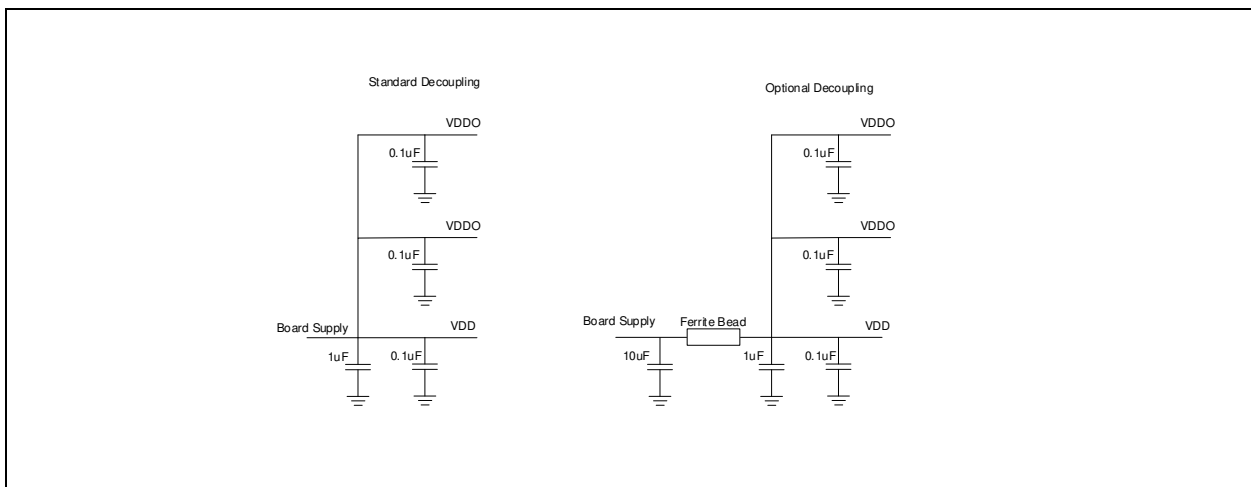 Standard Decoupling
VDDO
0.1uF
VDDO
0.1uF
Board Supply
VDD
1uF
0.1uF
Optional Decoupling
VDDO
0.1uF
VDDO
0.1uF
Board Supply
Ferrite Bead
VDD
10uF
1uF
0.1uF